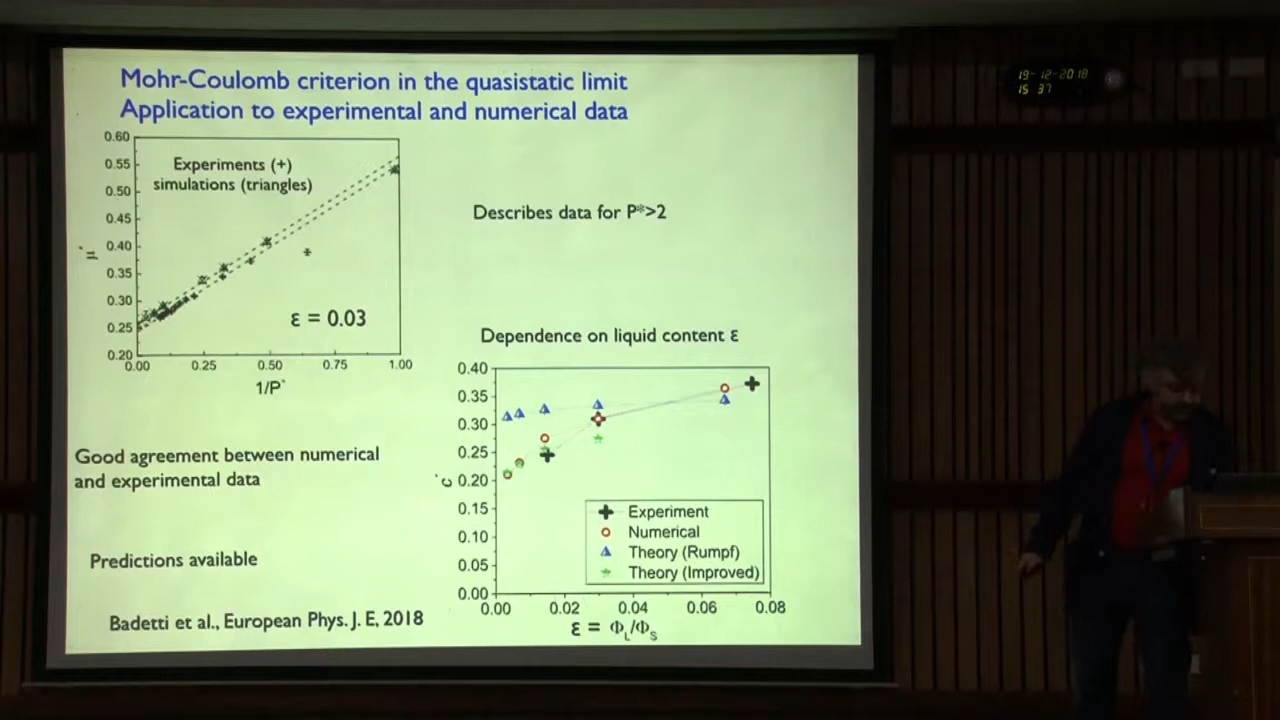 Mohr-Coulomb criterion in the quasistatic limit
Application to experimental and numerical data
19-12-2018
15 37
0.60
0.55
0.50
0.45
0.40
0.35
0.30
0.25
0.20
μ*
Experiments (+)
simulations (triangles)
ε = 0.03
0.00 0.25 0.50 0.75 1.00
1/P*
Describes data for P*>2
Dependence on liquid content ε
Good agreement between numerical
and experimental data
Predictions available
Badetti et al., European Phys. J. E, 2018
0.40
0.35
0.30
0.25
0.20
0.15
0.10
0.05
0.00
c*
Experiment
Numerical
Theory (Rumpf)
Theory (Improved)
0.00 0.02 0.04 0.06 0.08
ε = Φ_L/Φ_S